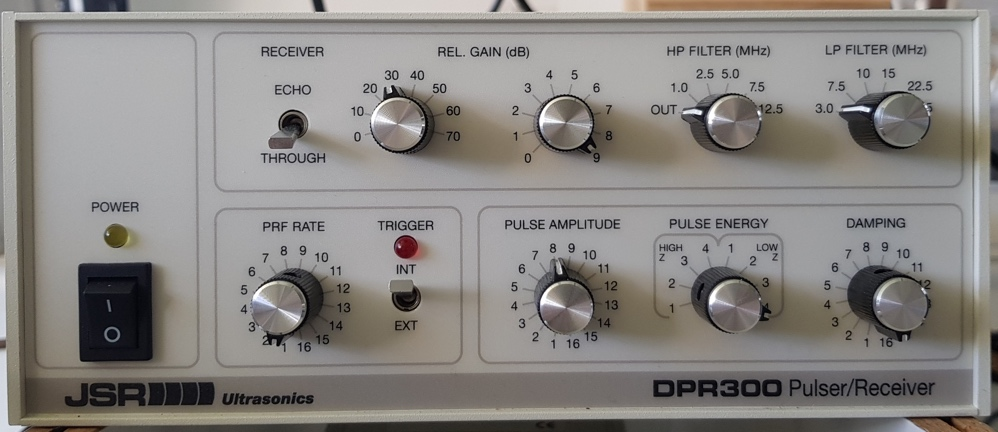 RECEIVER
REL. GAIN (dB)
HP FILTER (MHz)
LP FILTER (MHz)
ECHO
THROUGH
0 10 20 30 40 50 60 70
0 1 2 3 4 5 6 7 8 9
OUT 1.0 2.5 5.0 7.5 12.5
3.0 7.5 10 15 22.5
POWER
I
O
PRF RATE
1 2 3 4 5 6 7 8 9 10 11 12 13 14 15 16
TRIGGER
INT
EXT
PULSE AMPLITUDE
1 2 3 4 5 6 7 8 9 10 11 12 13 14 15 16
PULSE ENERGY
HIGH Z
1 2 3 4
LOW Z
1 2 3
DAMPING
1 2 3 4 5 6 7 8 9 10 11 12 16
JSR Ultrasonics
DPR300 Pulser/Receiver
CE